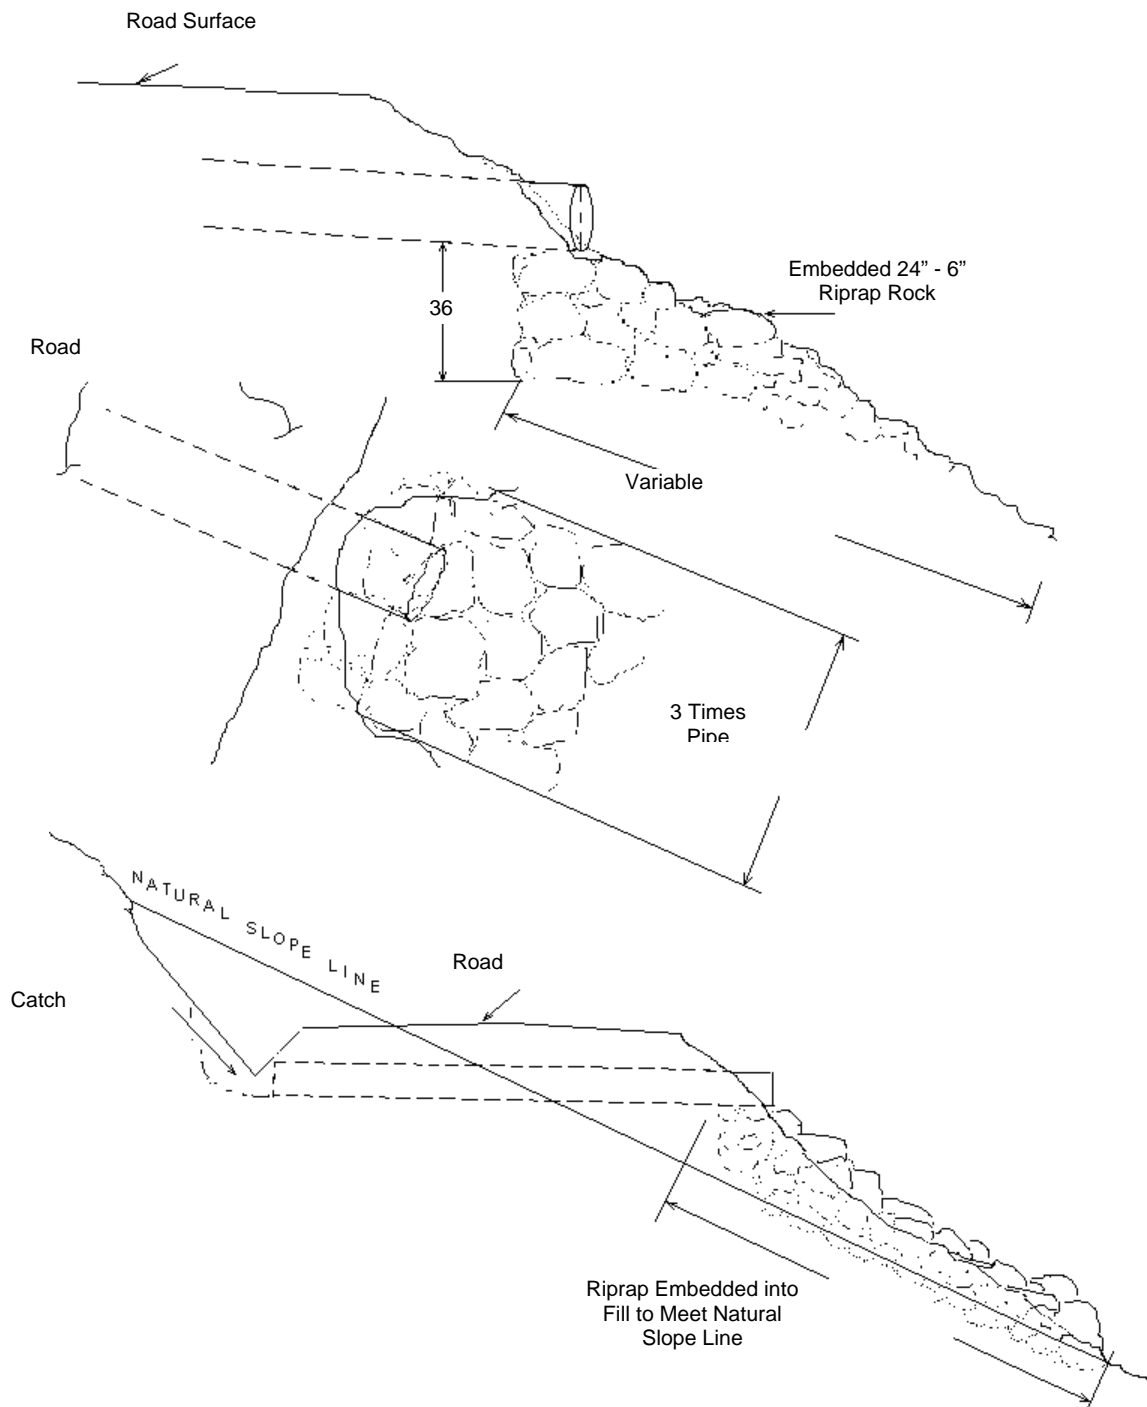 Road Surface
Embedded 24” - 6”
Riprap Rock
36
Road
Variable
3 Times
Pipe
NATURAL SLOPE LINE
Road
Catch
Riprap Embedded into
Fill to Meet Natural
Slope Line